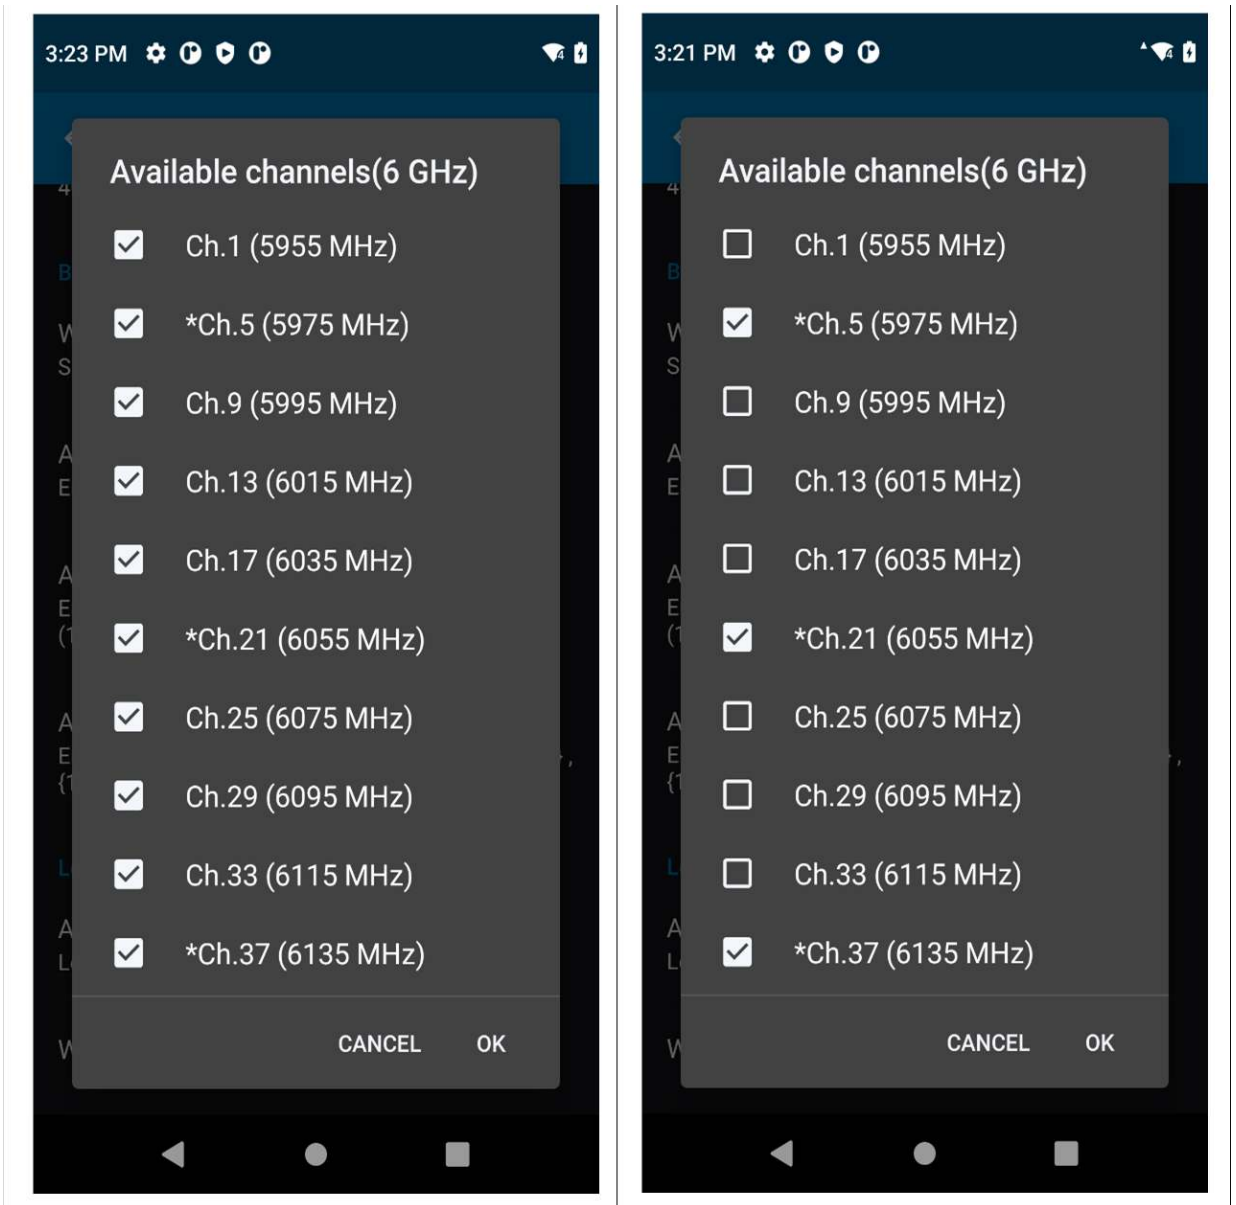 3:23 PM
Available channels(6 GHz)
Ch.1 (5955 MHz)
*Ch.5 (5975 MHz)
Ch.9 (5995 MHz)
Ch.13 (6015 MHz)
Ch.17 (6035 MHz)
*Ch.21 (6055 MHz)
Ch.25 (6075 MHz)
Ch.29 (6095 MHz)
Ch.33 (6115 MHz)
*Ch.37 (6135 MHz)
CANCEL OK
3:21 PM
Available channels(6 GHz)
Ch.1 (5955 MHz)
*Ch.5 (5975 MHz)
Ch.9 (5995 MHz)
Ch.13 (6015 MHz)
Ch.17 (6035 MHz)
*Ch.21 (6055 MHz)
Ch.25 (6075 MHz)
Ch.29 (6095 MHz)
Ch.33 (6115 MHz)
*Ch.37 (6135 MHz)
CANCEL OK